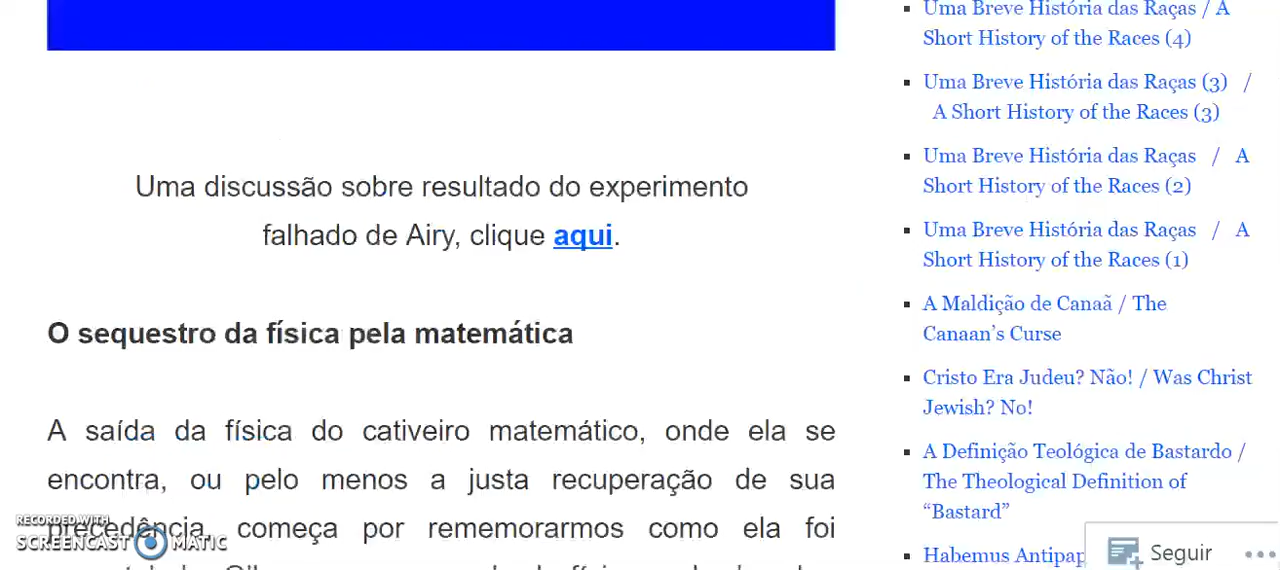 Uma discussão sobre resultado do experimento
falhado de Airy, clique aqui.
O sequestro da física pela matemática
A saída da física do cativeiro matemático, onde ela se
encontra, ou pelo menos a justa recuperação de sua
precedência, começa por rememorarmos como ela foi
RECORDED WITH
SCREENCAST MATIC
Uma Breve História das Raças / A
Short History of the Races (4)
Uma Breve História das Raças (3) /
A Short History of the Races (3)
Uma Breve História das Raças / A
Short History of the Races (2)
Uma Breve História das Raças / A
Short History of the Races (1)
A Maldição de Canaã / The
Canaan’s Curse
Cristo Era Judeu? Não! / Was Christ
Jewish? No!
A Definição Teológica de Bastardo /
The Theological Definition of
“Bastard”
Habemus Antipap
Seguir